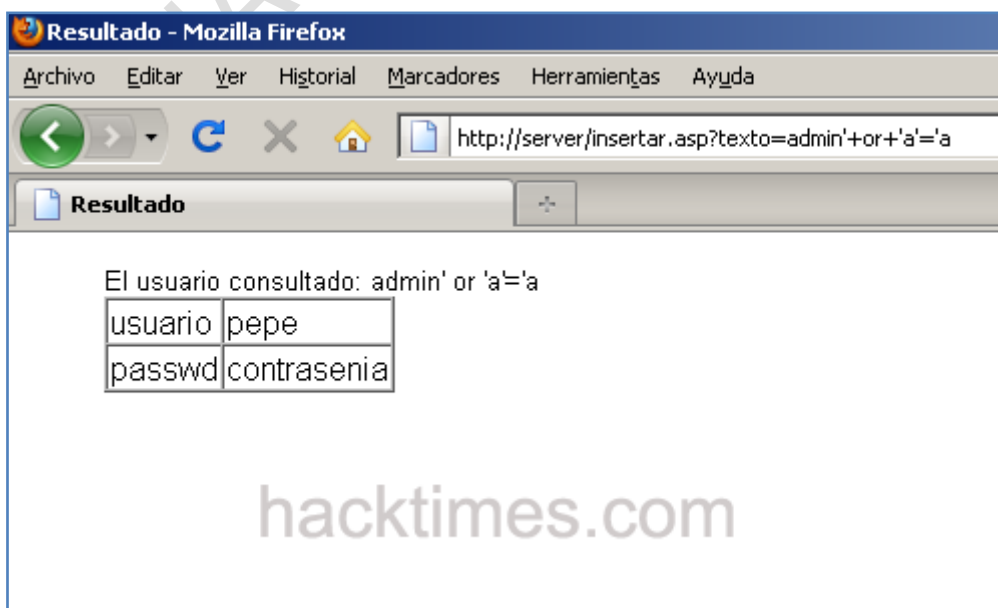 Resultado - Mozilla Firefox
Archivo Editar Ver Historial Marcadores Herramientas Ayuda
http://server/insertar.asp?texto=admin'+or+'a'='a
Resultado
El usuario consultado: admin' or 'a'='a
usuario pepe
passwd contrasenia
hacktimes.com